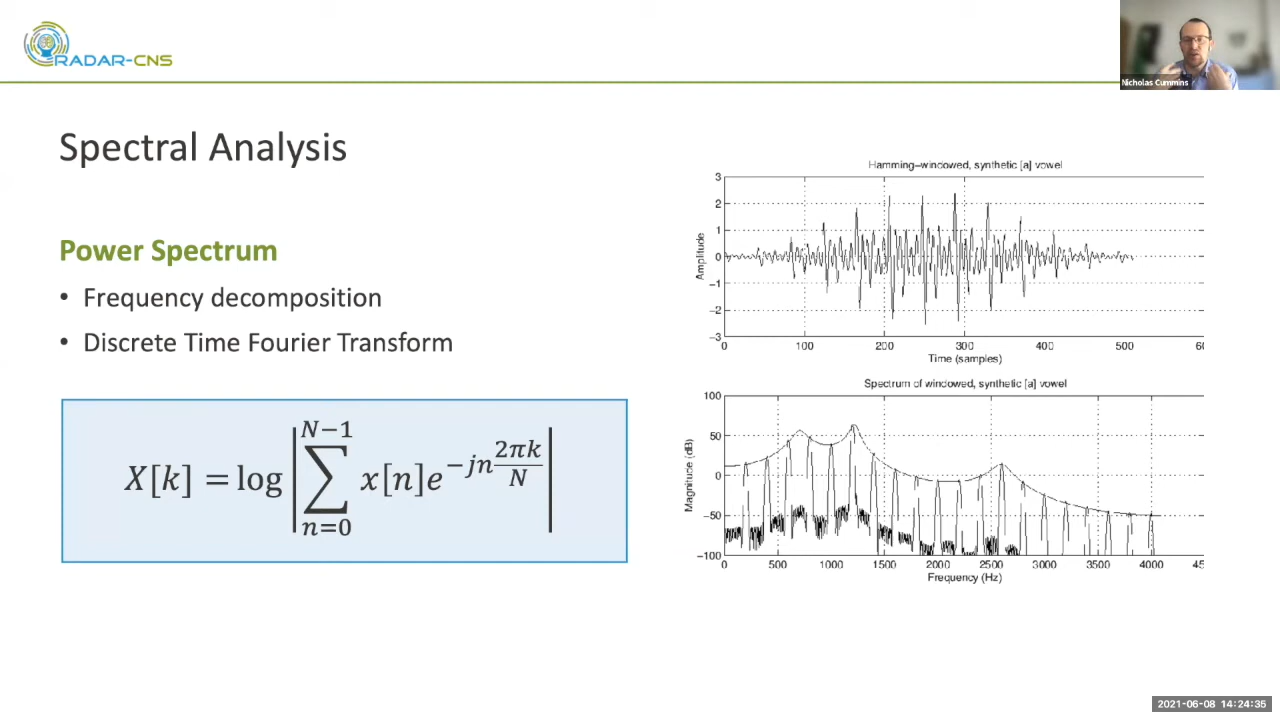 RADAR-CNS
Nicholas Cummins
Spectral Analysis
Power Spectrum
• Frequency decomposition
• Discrete Time Fourier Transform
X[k] = log |∑_{n=0}^{N−1} x[n]e^{−jn 2πk/N}|
Hamming–windowed, synthetic [a] vowel
Amplitude
3
2
1
0
−1
−2
−3
0 100 200 300 400 500 60
Time (samples)
Spectrum of windowed, synthetic [a] vowel
Magnitude (dB)
100
50
0
−50
−100
0 500 1000 1500 2000 2500 3000 3500 4000 45
Frequency (Hz)
2021-06-08 14:24:35